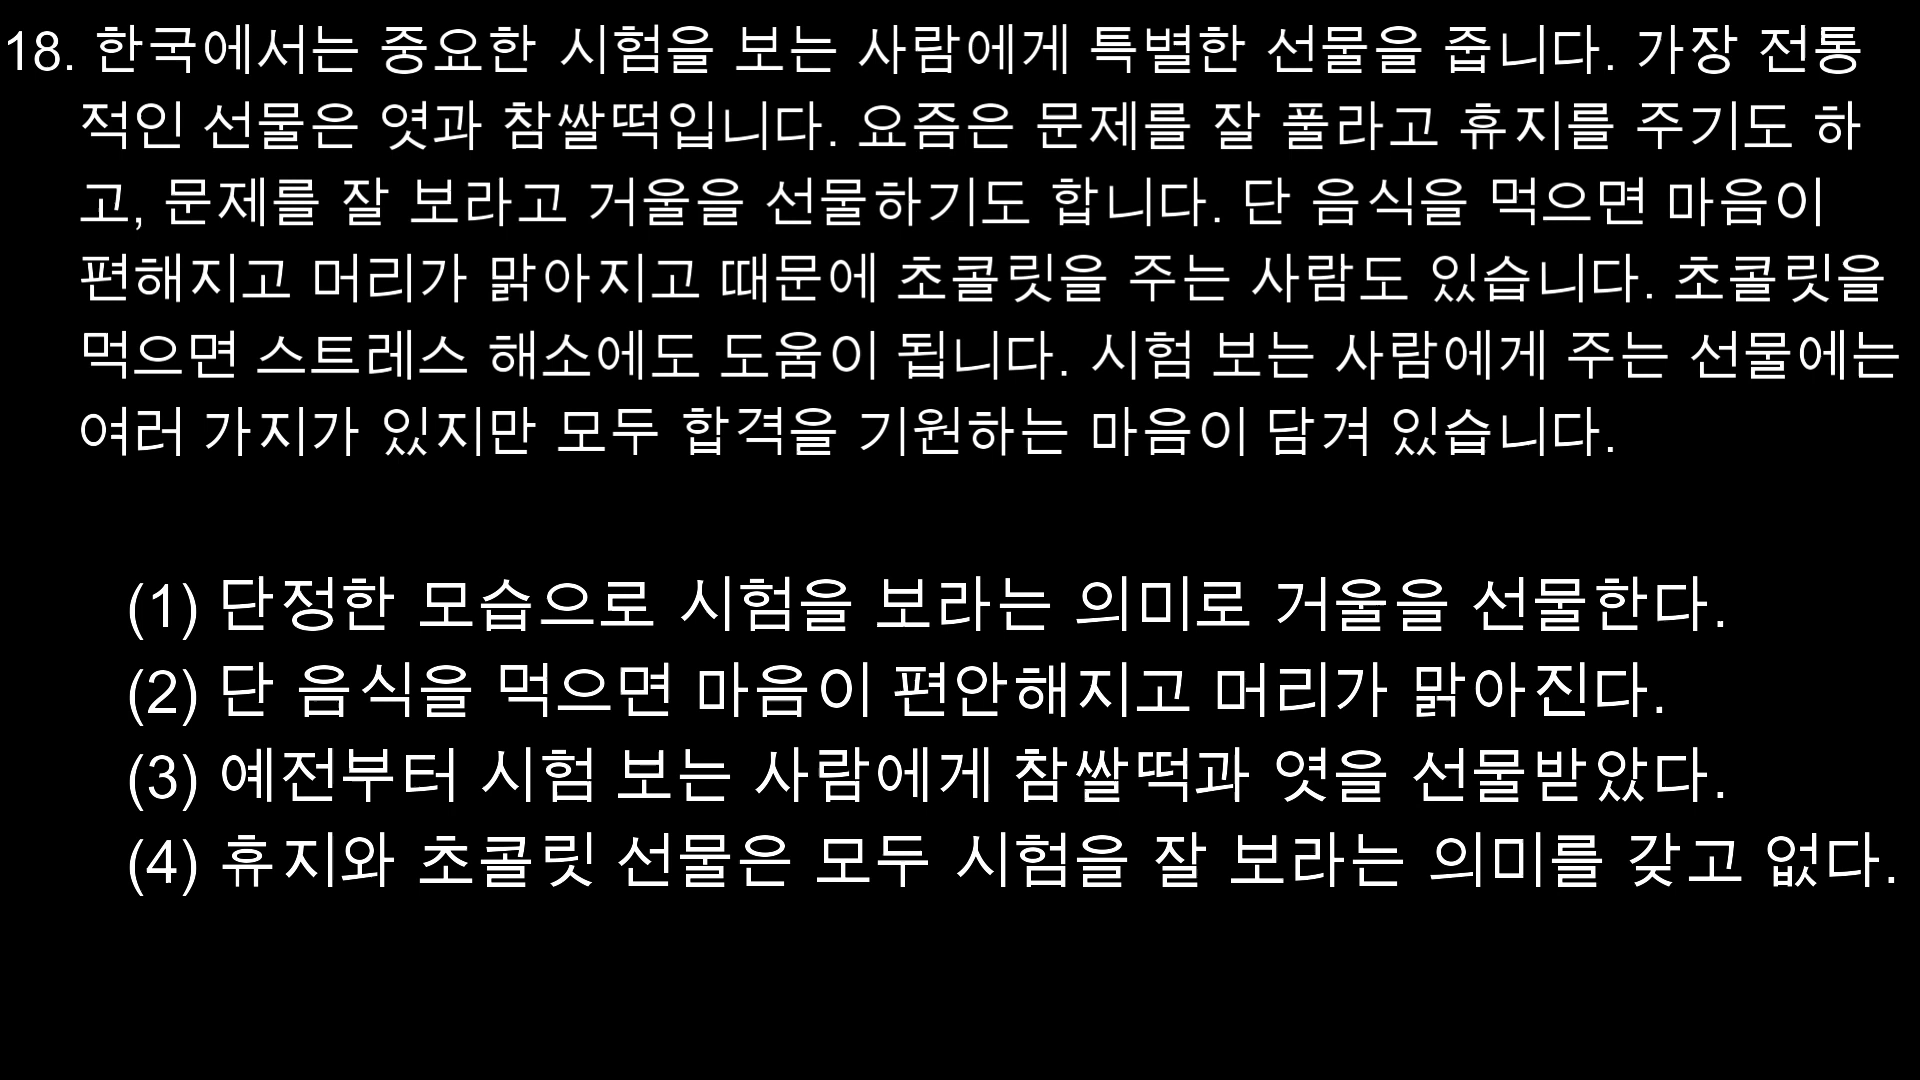 18. 한국에서는 중요한 시험을 보는 사람에게 특별한 선물을 줍니다. 가장 전통
적인 선물은 엿과 참쌀떡입니다. 요즘은 문제를 잘 풀라고 휴지를 주기도 하
고, 문제를 잘 보라고 거울을 선물하기도 합니다. 단 음식을 먹으면 마음이
편해지고 머리가 맑아지고 때문에 초콜릿을 주는 사람도 있습니다. 초콜릿을
먹으면 스트레스 해소에도 도움이 됩니다. 시험 보는 사람에게 주는 선물에는
여러 가지가 있지만 모두 합격을 기원하는 마음이 담겨 있습니다.
(1) 단정한 모습으로 시험을 보라는 의미로 거울을 선물한다.
(2) 단 음식을 먹으면 마음이 편안해지고 머리가 맑아진다.
(3) 예전부터 시험 보는 사람에게 참쌀떡과 엿을 선물받았다.
(4) 휴지와 초콜릿 선물은 모두 시험을 잘 보라는 의미를 갖고 없다.